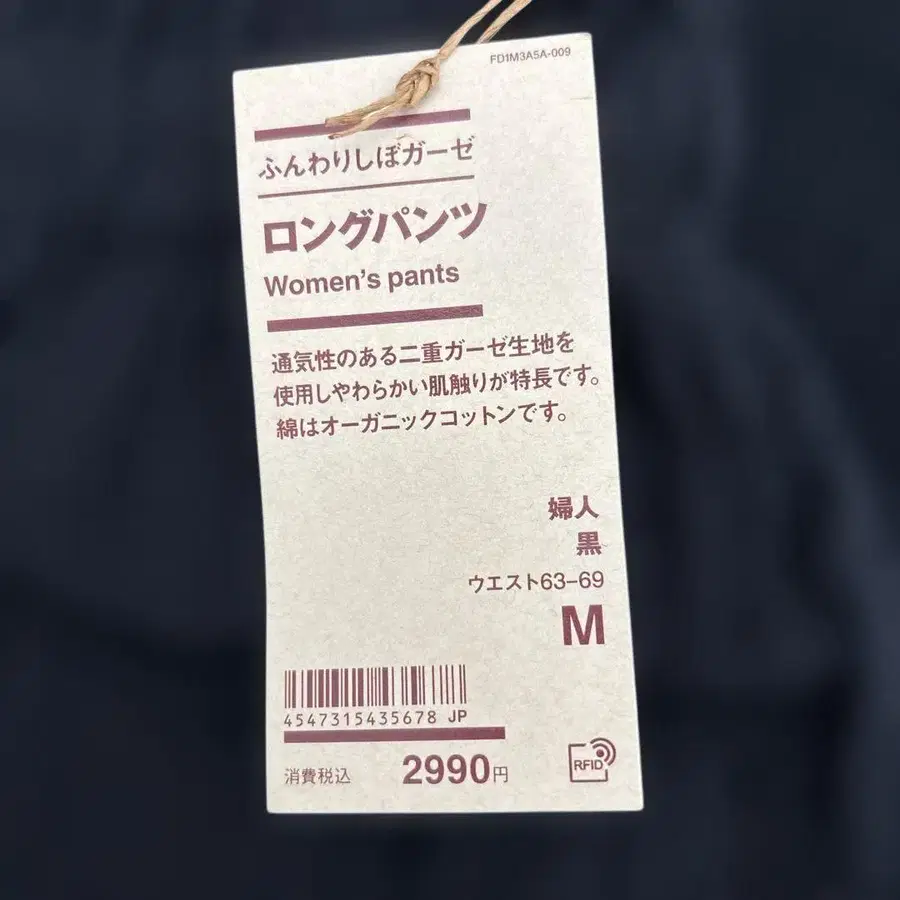 FD1M3A5A-009
ふんわりしぼガーゼ
ロングパンツ
Women's pants
通気性のある二重ガーゼ生地を
使用しやわらかい肌触りが特長です。
綿はオーガニックコットンです。
婦人
黒
ウエスト63-69
M
4547315435678 JP
消費税込 2990円
RFID